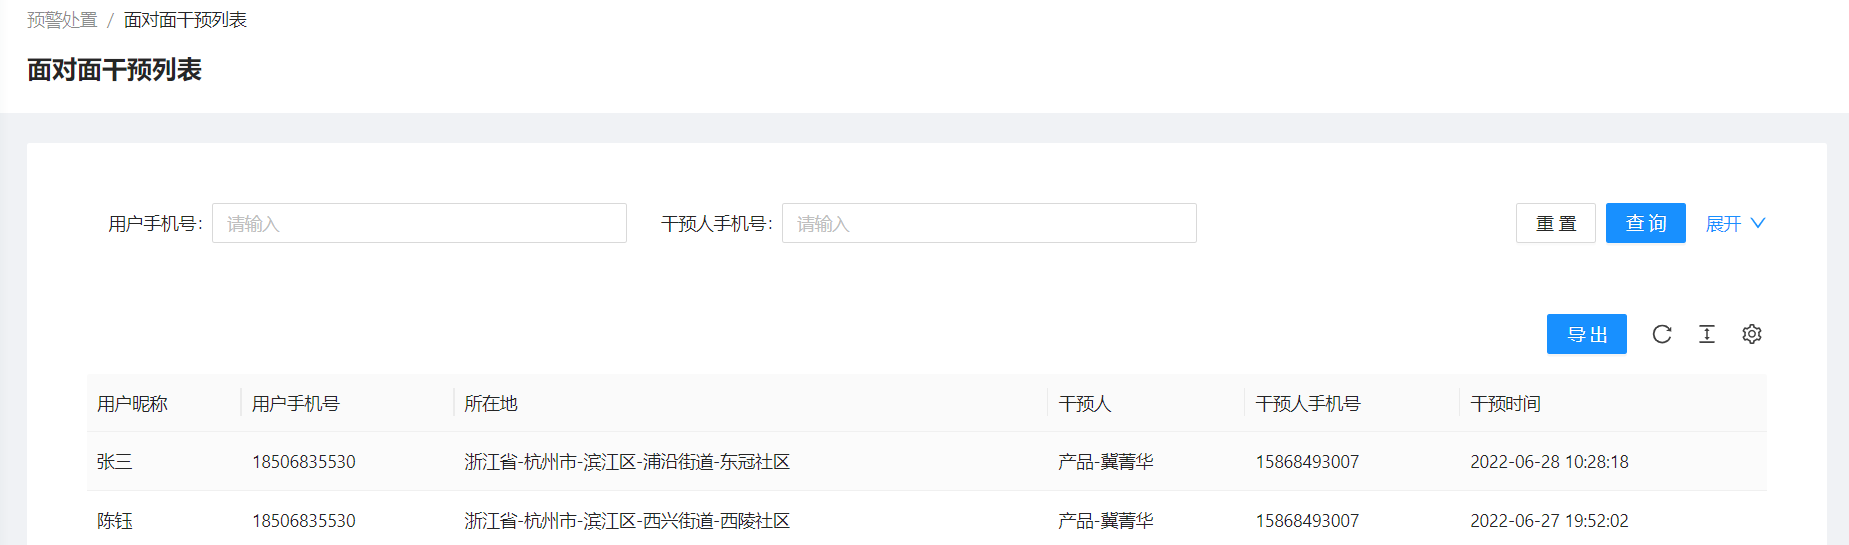 预警处置 / 面对面干预列表
面对面干预列表
用户手机号: 请输入 干预人手机号: 请输入 重置 查询 展开
导出
用户昵称 用户手机号 所在地 干预人 干预人手机号 干预时间
张三 18506835530 浙江省-杭州市-滨江区-浦沿街道-东冠社区 产品-冀菁华 15868493007 2022-06-28 10:28:18
陈钰 18506835530 浙江省-杭州市-滨江区-西兴街道-西陵社区 产品-冀菁华 15868493007 2022-06-27 19:52:02